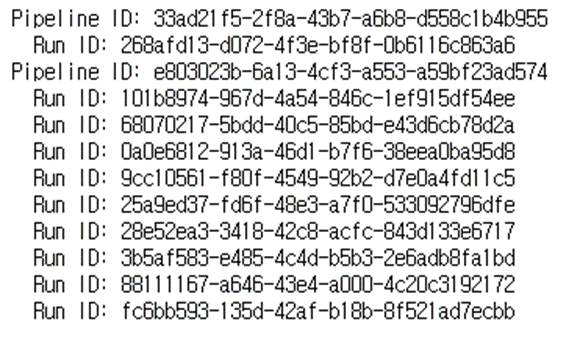 Pipeline ID: 33ad21f5-2f8a-43b7-a6b8-d558c1b4b955
Run ID: 268afd13-d072-4f3e-bf8f-0b6116c863a6
Pipeline ID: e803023b-6a13-4cf3-a553-a59bf23ad574
Run ID: 101b8974-967d-4a54-846c-1ef915df54ee
Run ID: 68070217-5bdd-40c5-85bd-e43d6cb78d2a
Run ID: 0a0e6812-913a-46d1-b7f6-38eea0ba95d8
Run ID: 9cc10561-f80f-4549-92b2-d7e0a4fd11c5
Run ID: 25a9ed37-fd6f-48e3-a7f0-533092796dfe
Run ID: 28e52ea3-3418-42c8-acfc-843d133e6717
Run ID: 3b5af583-e485-4c4d-b5b3-2e6adb8fa1bd
Run ID: 88111167-a646-43e4-a000-4c20c3192172
Run ID: fc6bb593-135d-42af-b18b-8f521ad7ecbb